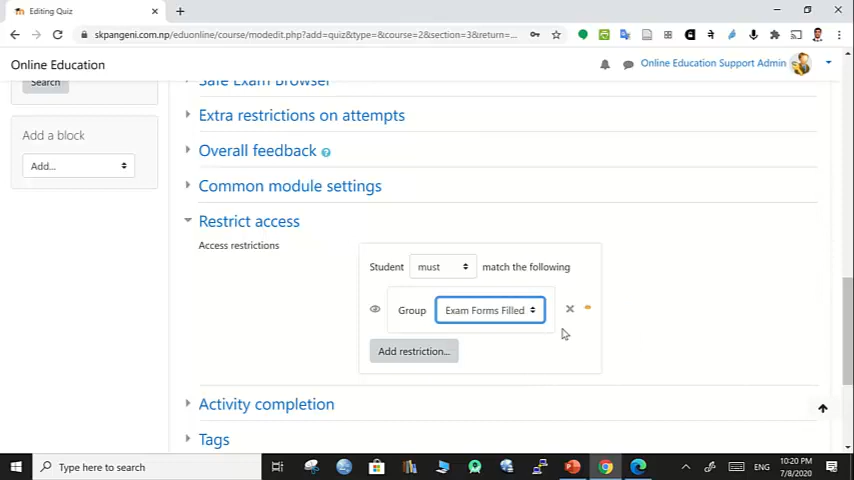 Editing Quiz
skpangeni.com.np/eduonline/course/modedit.php?add=quiz&type=&course=2&section=3&return=...
Online Education
Online Education Support Admin
Search
Safe Exam Browser
Add a block
Add...
Extra restrictions on attempts
Overall feedback
Common module settings
Restrict access
Access restrictions
Student must match the following
Group Exam Forms Filled
Add restriction...
Activity completion
Tags
Type here to search
ENG
10:20 PM
7/8/2020